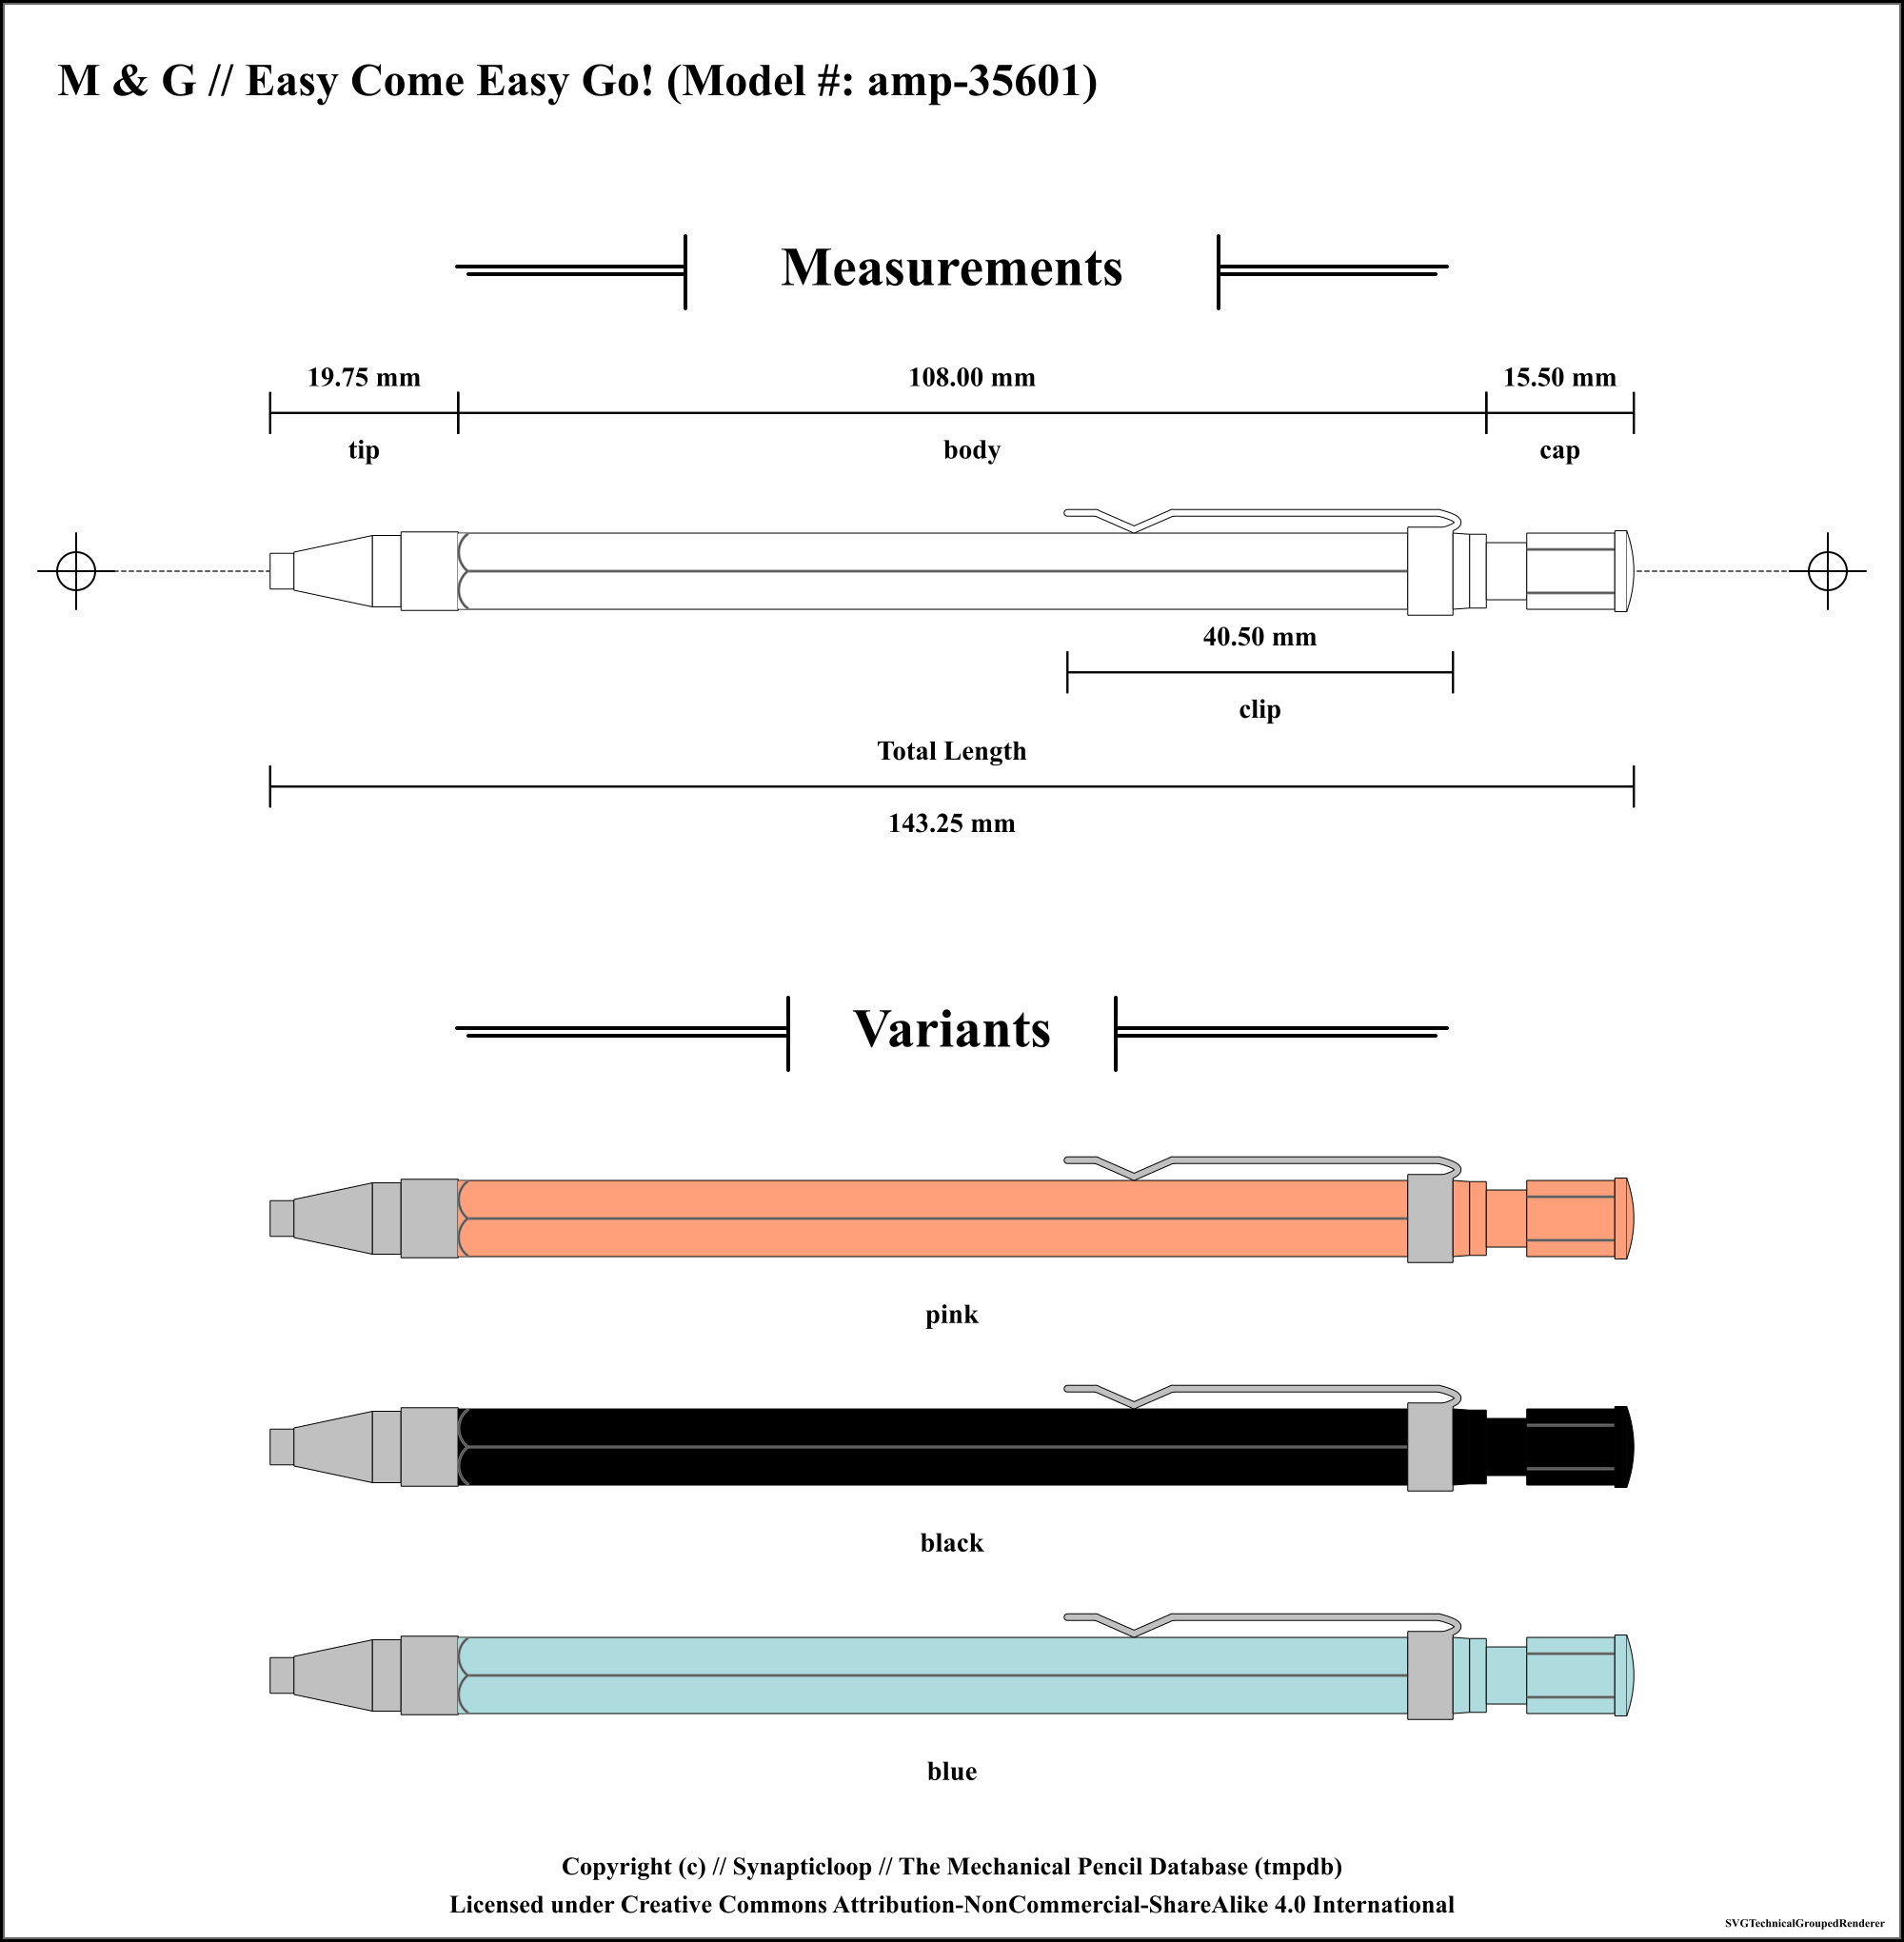 M & G // Easy Come Easy Go! (Model #: amp-35601)
Measurements
19.75 mm 108.00 mm 15.50 mm
tip body cap
40.50 mm
clip
Total Length
143.25 mm
Variants
pink
black
blue
Copyright (c) // Synapticloop // The Mechanical Pencil Database (tmpdb)
Licensed under Creative Commons Attribution-NonCommercial-ShareAlike 4.0 International
SVGTechnicalGroupedRenderer